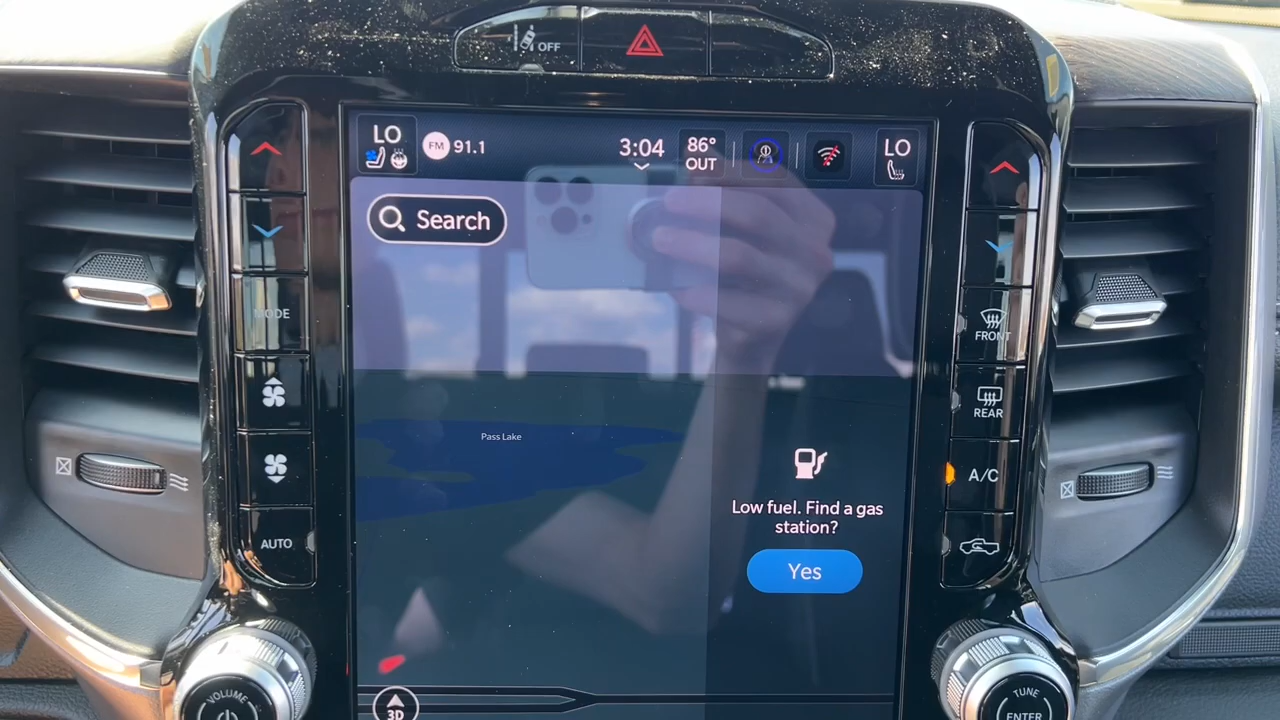 OFF
LO
FM 91.1
3:04
86°
OUT
LO
Search
MODE
FRONT
REAR
A/C
AUTO
Pass Lake
Low fuel. Find a gas
station?
Yes
3D
VOLUME
TUNE
ENTER